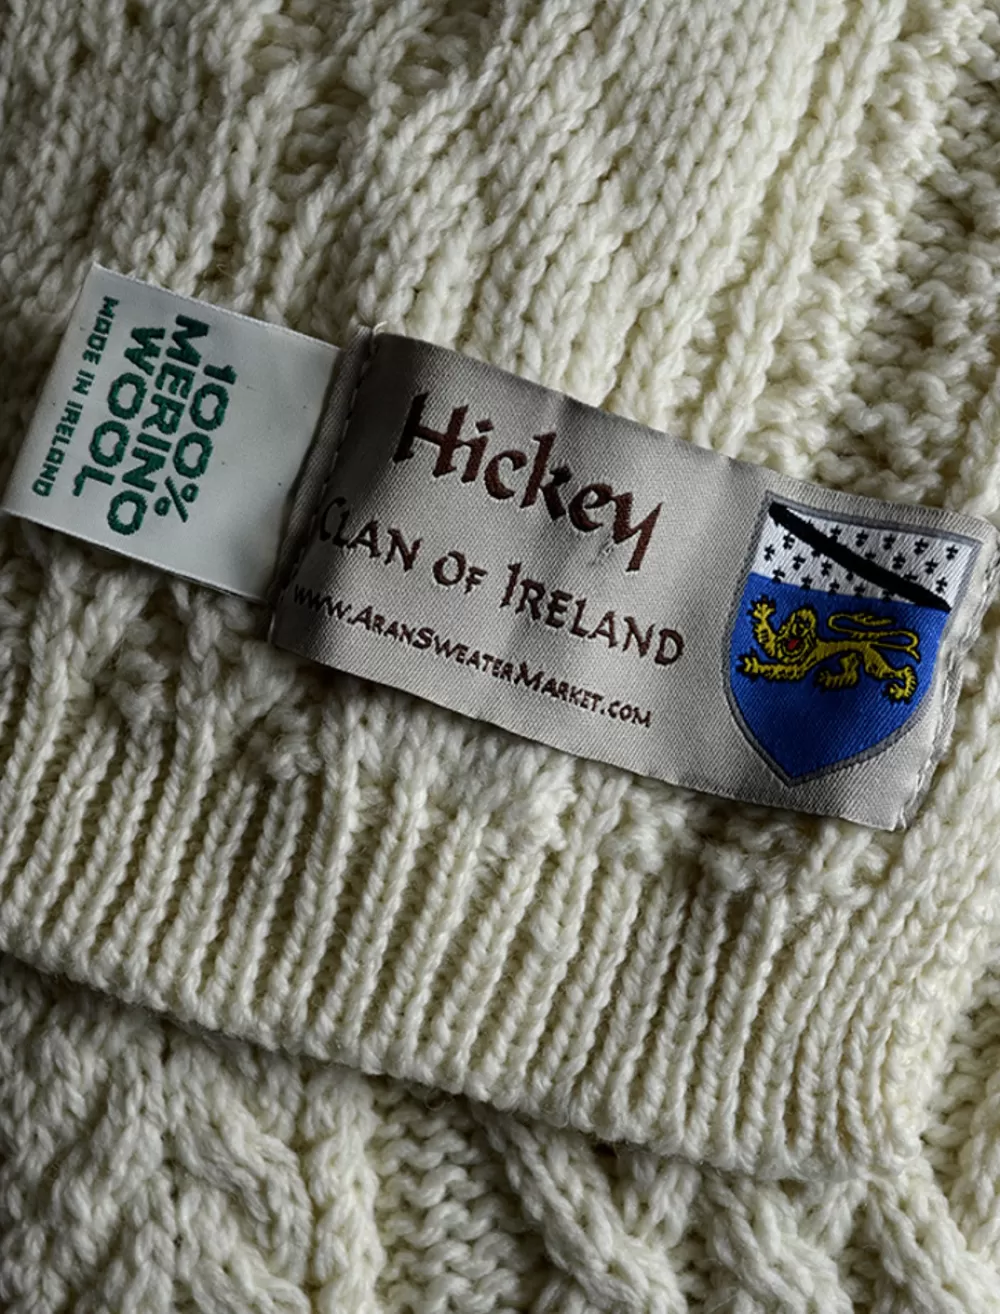 100%
MERINO
WOOL
MADE IN IRELAND
Hickey
CLAN OF IRELAND
www.AranSweaterMarket.com